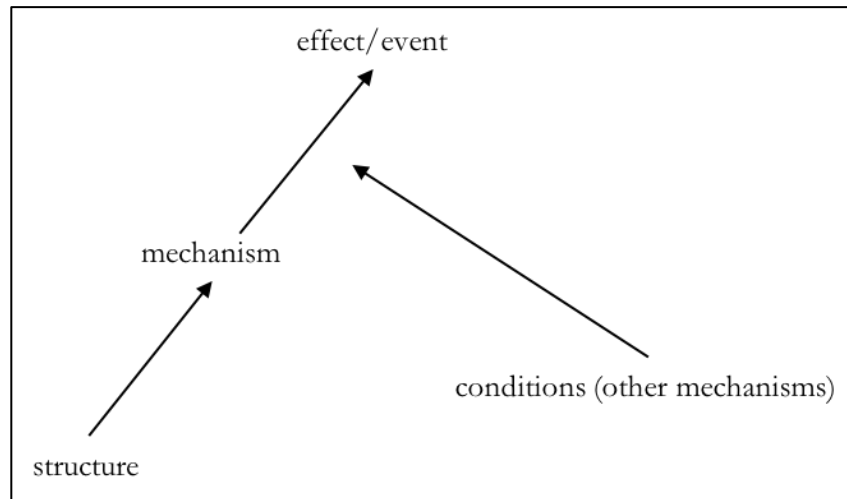 effect/event
mechanism
conditions (other mechanisms)
structure